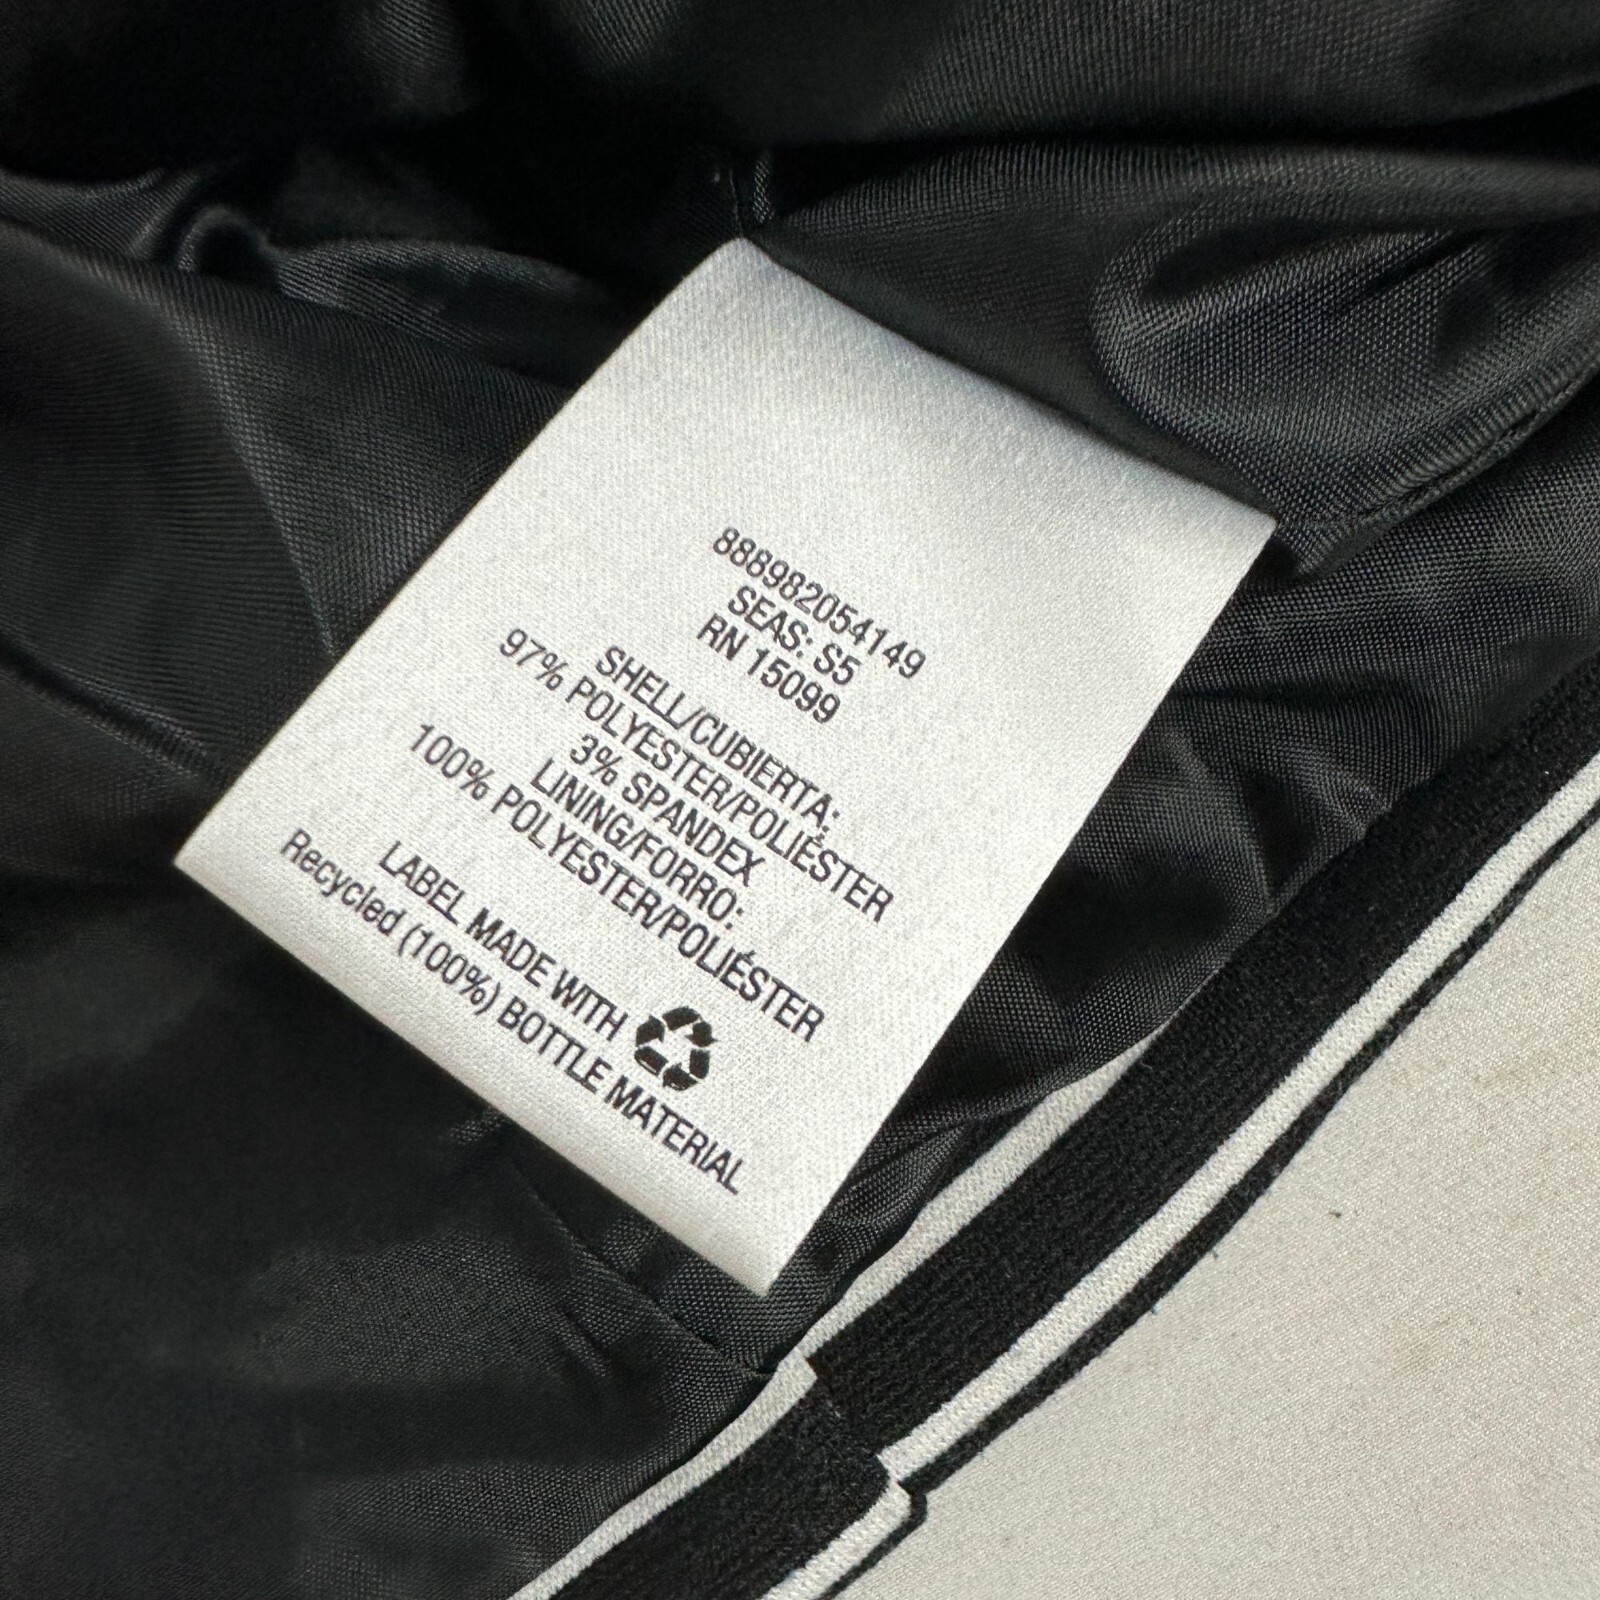 888982054149
SEAS: S5
RN 15099
SHELL/CUBIERTA:
97% POLYESTER/POLIÉSTER
3% SPANDEX
LINING/FORRO:
100% POLYESTER/POLIÉSTER
LABEL MADE WITH
Recycled (100%) BOTTLE MATERIAL